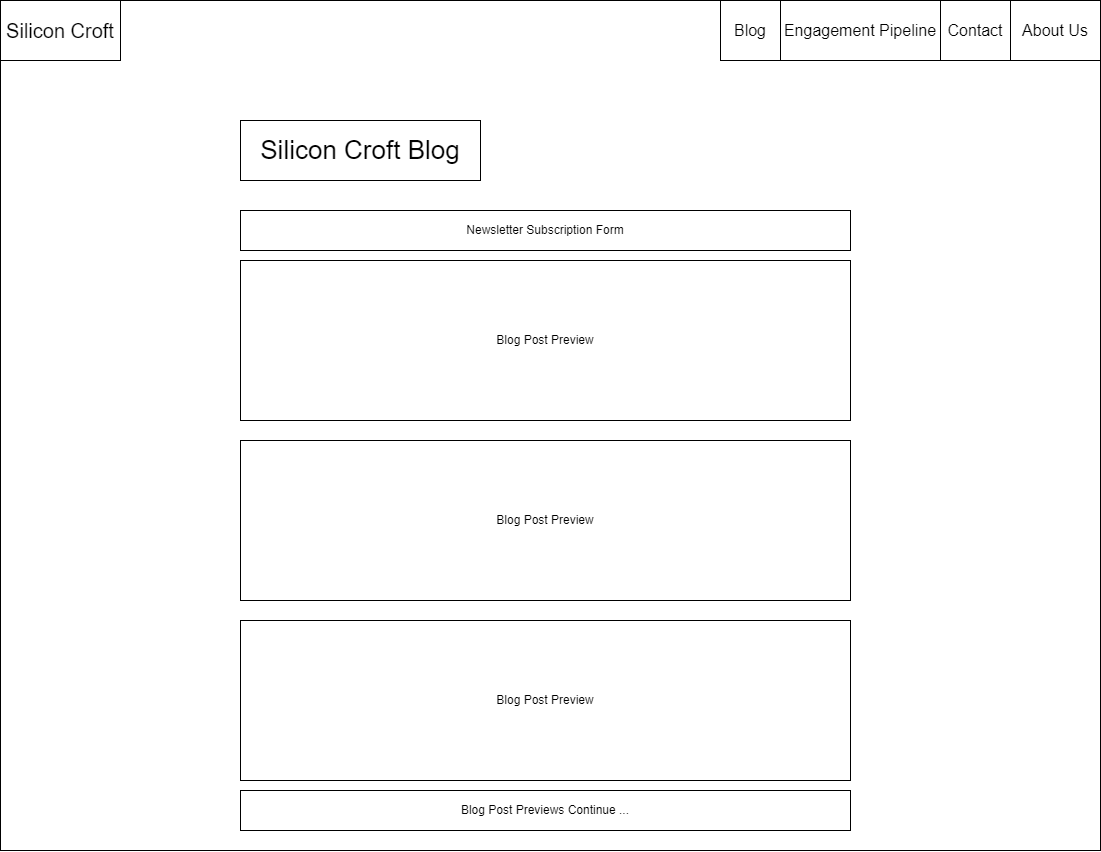 Silicon Croft
Blog
Engagement Pipeline
Contact
About Us
Silicon Croft Blog
Newsletter Subscription Form
Blog Post Preview
Blog Post Preview
Blog Post Preview
Blog Post Previews Continue ...